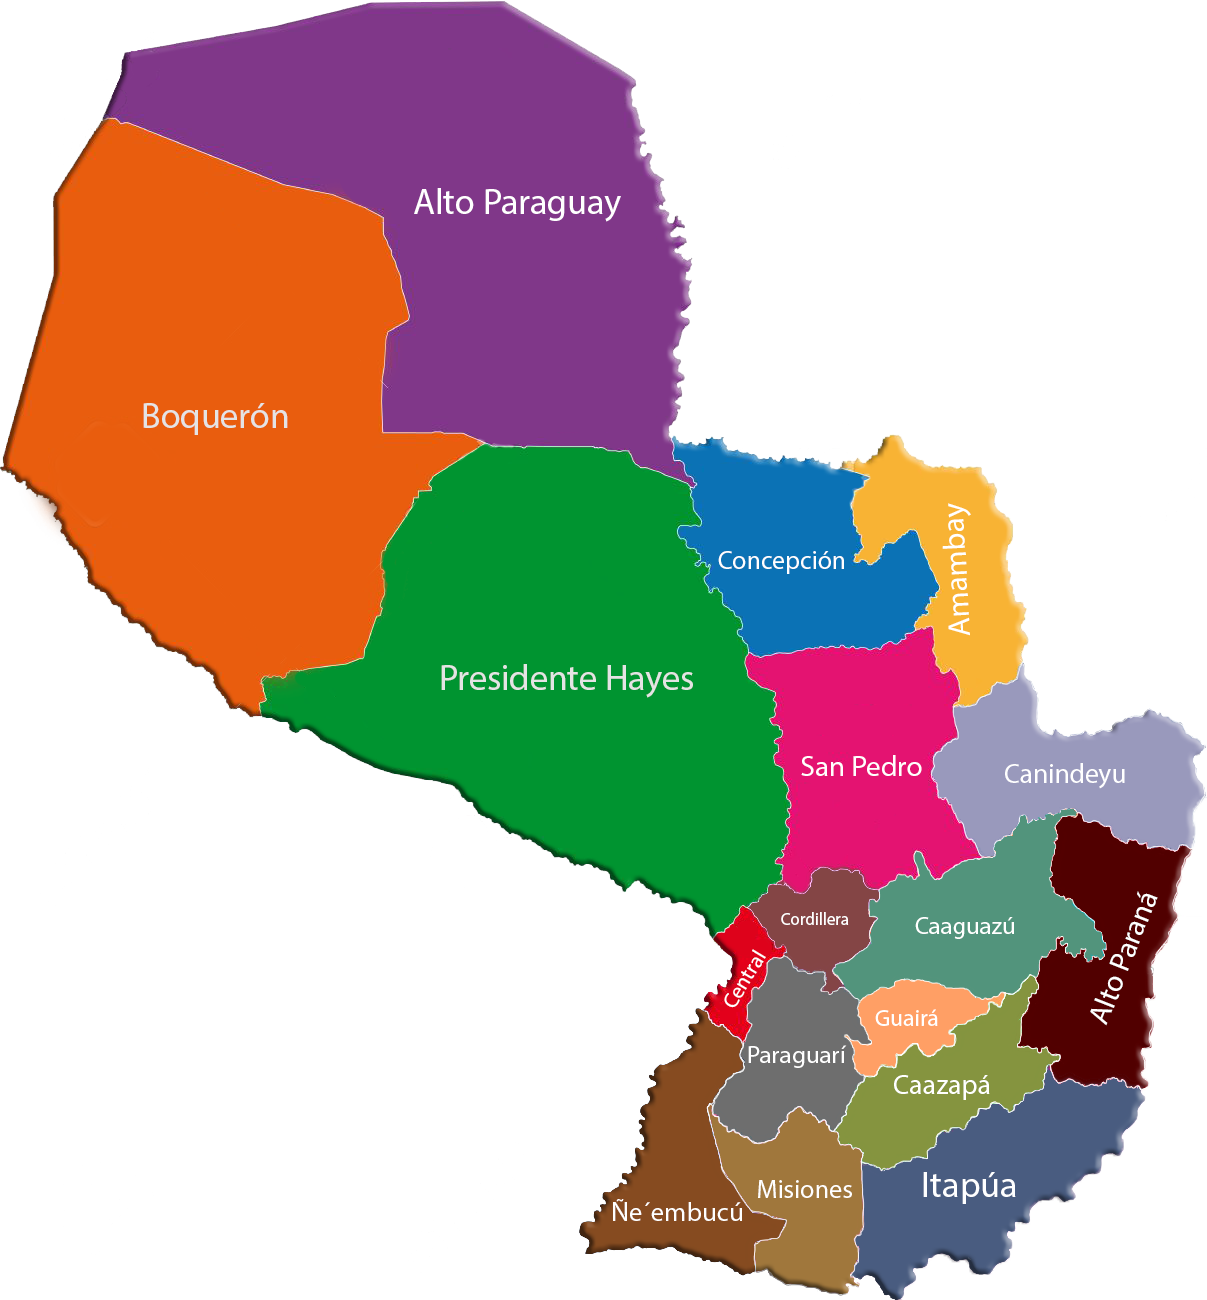 Alto Paraguay
Boquerón
Concepción
Amambay
Presidente Hayes
San Pedro
Canindeyu
Cordillera
Caaguazú
Alto Paraná
Central
Guairá
Paraguarí
Caazapá
Misiones
Itapúa
Ñe´embucú